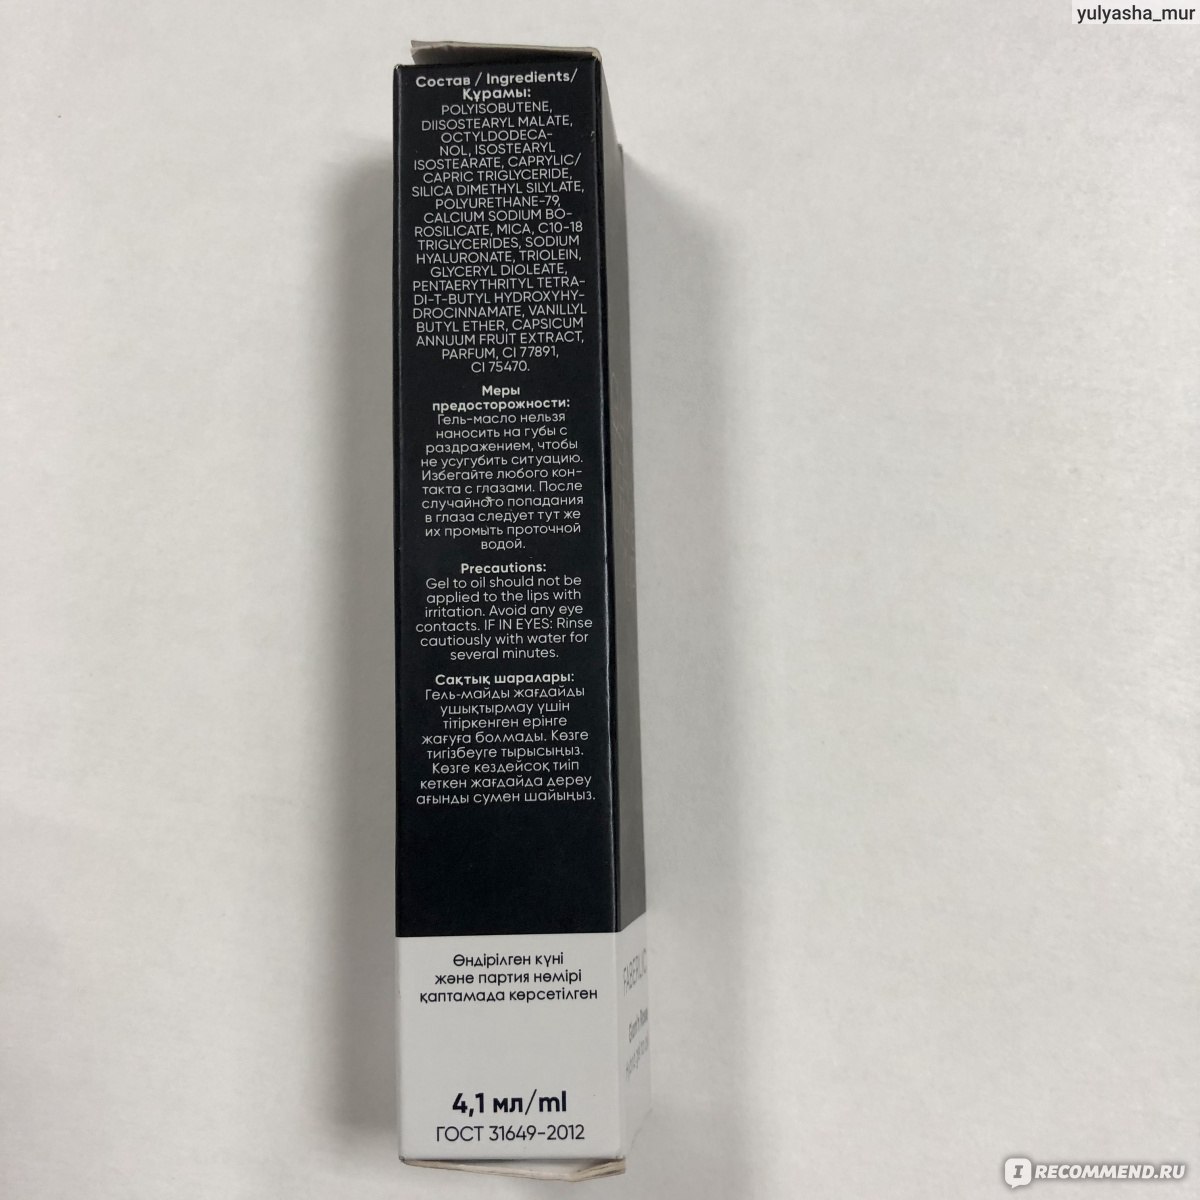 yulyasha_mur
Состав / Ingredients/
Құрамы:
POLYISOBUTENE,
DIISOSTEARYL MALATE,
OCTYLDODECA-
NOL, ISOSTEARYL
ISOSTEARATE, CAPRYLIC/
CAPRIC TRIGLYCERIDE,
SILICA DIMETHYL SILYLATE,
POLYURETHANE-79,
CALCIUM SODIUM BO-
ROSILICATE, MICA, C10-18
TRIGLYCERIDES, SODIUM
HYALURONATE, TRIOLEIN,
GLYCERYL DIOLEATE,
PENTAERYTHRITYL TETRA-
DI-T-BUTYL HYDROXYHY-
DROCINNAMATE, VANILLYL
BUTYL ETHER, CAPSICUM
ANNUUM FRUIT EXTRACT,
PARFUM, CI 77891,
CI 75470.
Меры
предосторожности:
Гель-масло нельзя
наносить на губы с
раздражением, чтобы
не усугубить ситуацию.
Избегайте любого кон-
такта с глазами. После
случайного попадания
в глаза следует тут же
их промыть проточной
водой.
Precautions:
Gel to oil should not be
applied to the lips with
irritation. Avoid any eye
contacts. IF IN EYES: Rinse
cautiously with water for
several minutes.
Сақтық шаралары:
Гель-майды жағдайды
ушықтырмау үшін
тітіркенген ерінге
жағуға болмады. Көзге
тигізбеуге тырысыңыз.
Көзге кездейсоқ тиіп
кеткен жағдайда дереу
ағынды сумен шайыңыз.
Өндірілген күні
және партия нөмірі
қаптамада көрсетілген
4,1 мл/ml
ГОСТ 31649-2012
FABERLIC
I RECOMMEND.RU